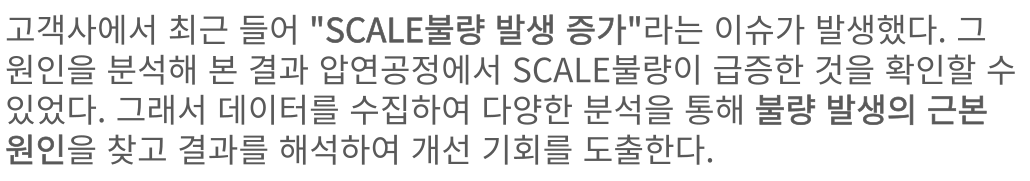 고객사에서 최근 들어 "SCALE불량 발생 증가"라는 이슈가 발생했다. 그
원인을 분석해 본 결과 압연공정에서 SCALE불량이 급증한 것을 확인할 수
있었다. 그래서 데이터를 수집하여 다양한 분석을 통해 불량 발생의 근본
원인을 찾고 결과를 해석하여 개선 기회를 도출한다.